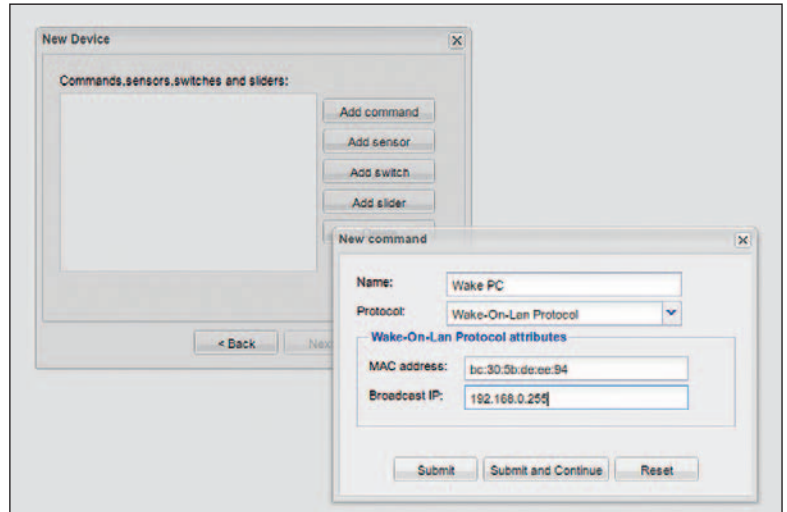 New Device
Commands,sensors,switches and sliders:
Add command
Add sensor
Add switch
Add slider
< Back
New command
Name: Wake PC
Protocol: Wake-On-Lan Protocol
Wake-On-Lan Protocol attributes
MAC address: bc:30:5b:de:ee:94
Broadcast IP: 192.168.0.255
Submit
Submit and Continue
Reset